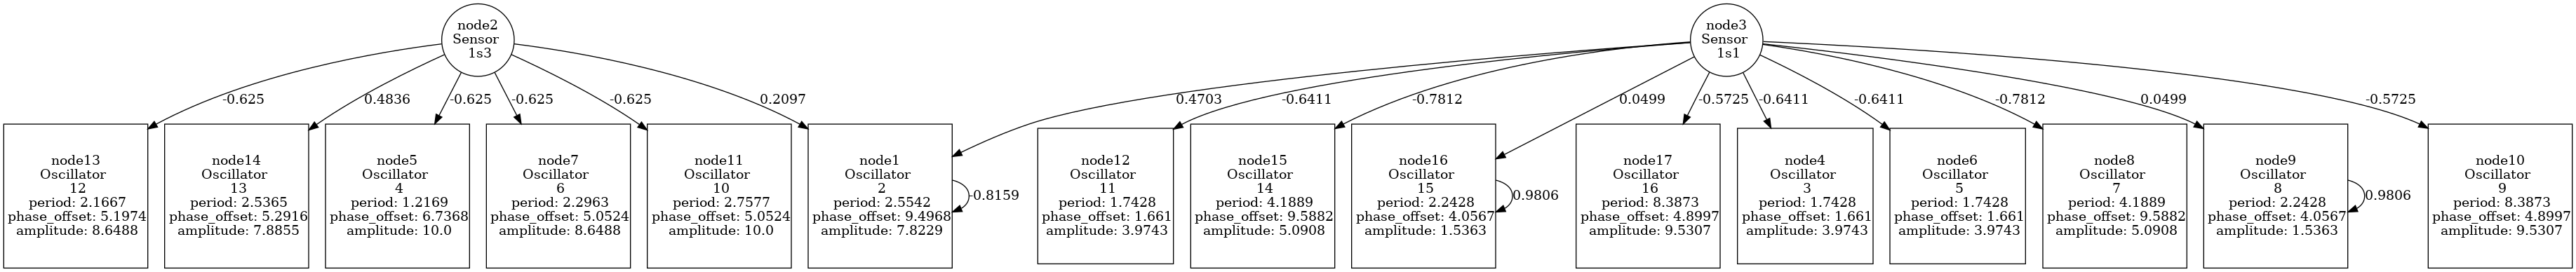 node2
Sensor
1s3
node3
Sensor
1s1
-0.625
0.4836
-0.625
-0.625
-0.625
0.2097
0.4703
-0.6411
-0.7812
0.0499
-0.5725
-0.6411
-0.6411
-0.7812
0.0499
-0.5725
node13
Oscillator
12
period: 2.1667
phase_offset: 5.1974
amplitude: 8.6488
node14
Oscillator
13
period: 2.5365
phase_offset: 5.2916
amplitude: 7.8855
node5
Oscillator
4
period: 1.2169
phase_offset: 6.7368
amplitude: 10.0
node7
Oscillator
6
period: 2.2963
phase_offset: 5.0524
amplitude: 8.6488
node11
Oscillator
10
period: 2.7577
phase_offset: 5.0524
amplitude: 10.0
node1
Oscillator
2
period: 2.5542
phase_offset: 9.4968
amplitude: 7.8229
-0.8159
node12
Oscillator
11
period: 1.7428
phase_offset: 1.661
amplitude: 3.9743
node15
Oscillator
14
period: 4.1889
phase_offset: 9.5882
amplitude: 5.0908
node16
Oscillator
15
period: 2.2428
phase_offset: 4.0567
amplitude: 1.5363
0.9806
node17
Oscillator
16
period: 8.3873
phase_offset: 4.8997
amplitude: 9.5307
node4
Oscillator
3
period: 1.7428
phase_offset: 1.661
amplitude: 3.9743
node6
Oscillator
5
period: 1.7428
phase_offset: 1.661
amplitude: 3.9743
node8
Oscillator
7
period: 4.1889
phase_offset: 9.5882
amplitude: 5.0908
node9
Oscillator
8
period: 2.2428
phase_offset: 4.0567
amplitude: 1.5363
0.9806
node10
Oscillator
9
period: 8.3873
phase_offset: 4.8997
amplitude: 9.5307